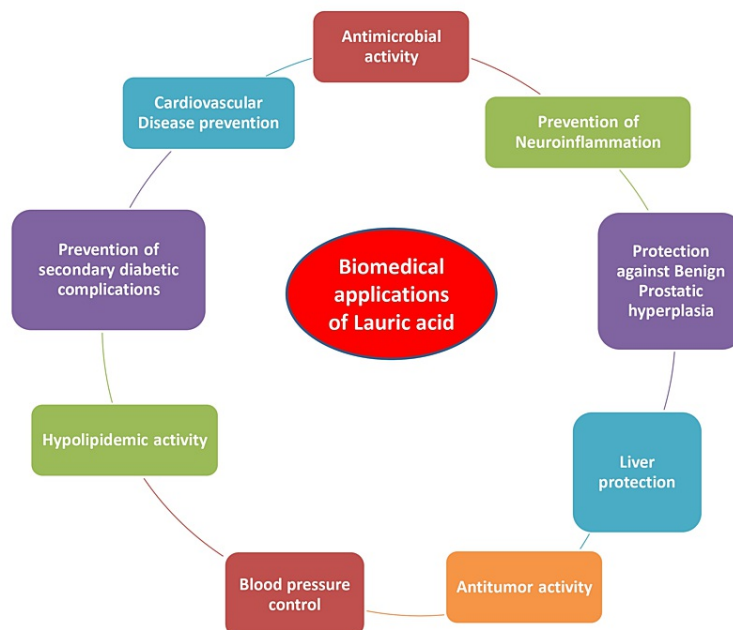 Antimicrobial
activity
Prevention of
Neuroinflammation
Protection
against Benign
Prostatic
hyperplasia
Liver
protection
Antitumor activity
Blood pressure
control
Hypolipidemic activity
Prevention of
secondary diabetic
complications
Cardiovascular
Disease prevention
Biomedical
applications
of Lauric acid